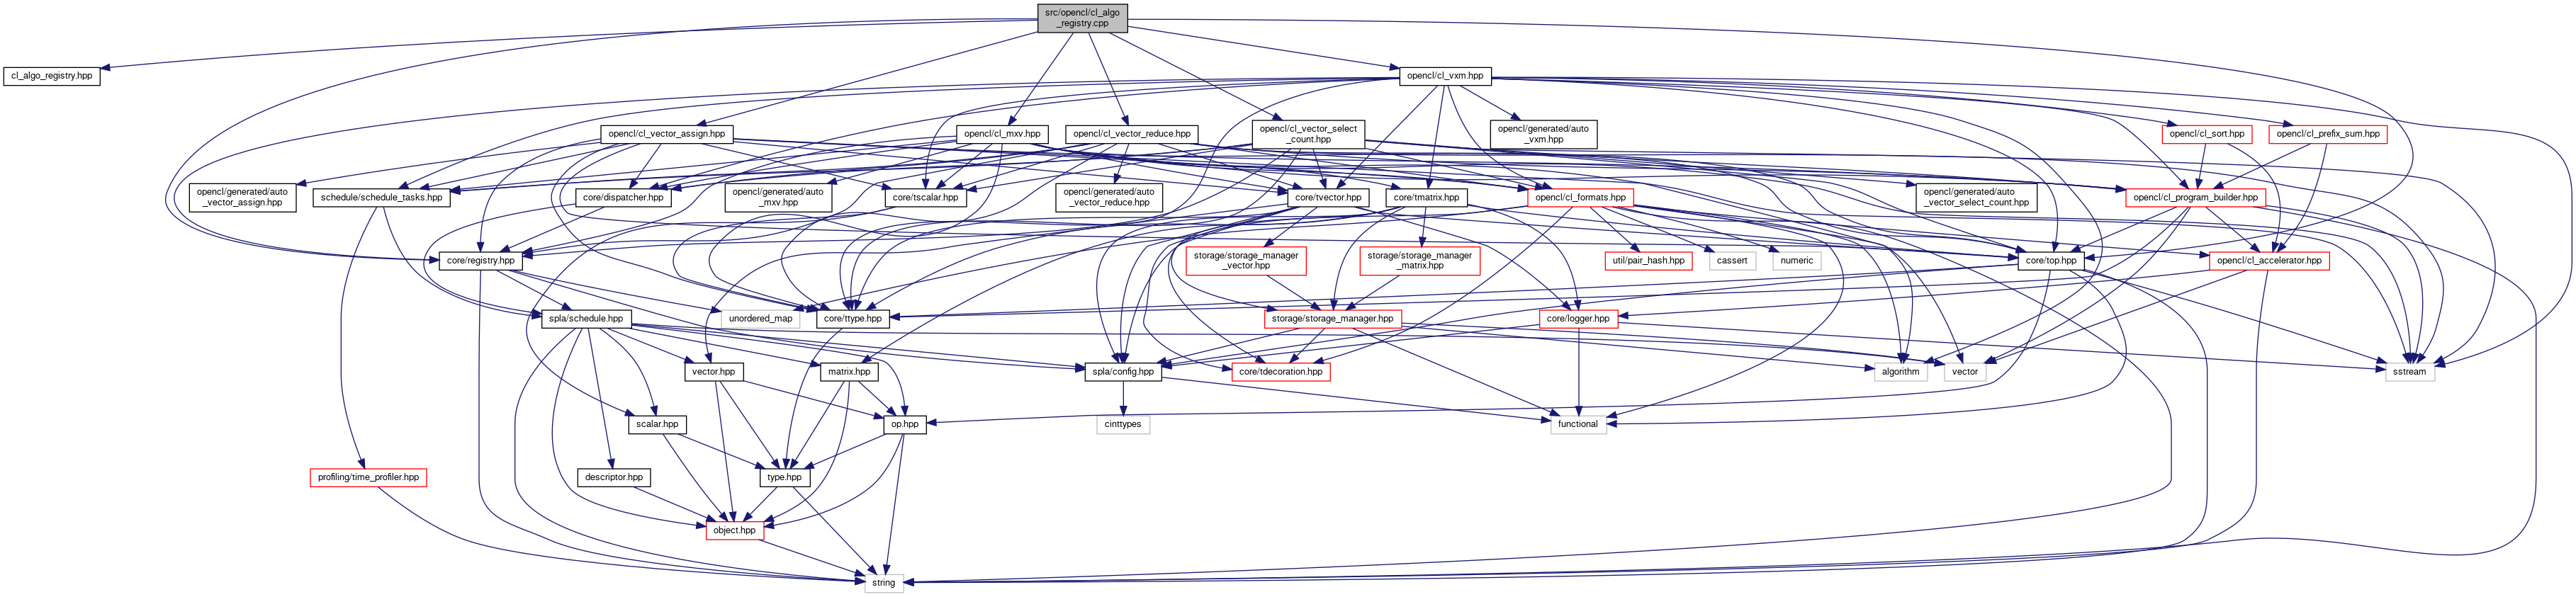 src/opencl/cl_algo
_registry.cpp
cl_algo_registry.hpp
opencl/cl_vxm.hpp
opencl/cl_vector_assign.hpp
opencl/cl_mxv.hpp
opencl/cl_vector_reduce.hpp
opencl/cl_vector_select
_count.hpp
opencl/generated/auto
_vxm.hpp
opencl/cl_sort.hpp
opencl/cl_prefix_sum.hpp
opencl/generated/auto
_vector_assign.hpp
schedule/schedule_tasks.hpp
core/dispatcher.hpp
opencl/generated/auto
_mxv.hpp
core/tscalar.hpp
opencl/generated/auto
_vector_reduce.hpp
core/tvector.hpp
core/tmatrix.hpp
opencl/cl_formats.hpp
opencl/generated/auto
_vector_select_count.hpp
opencl/cl_program_builder.hpp
core/registry.hpp
storage/storage_manager
_vector.hpp
storage/storage_manager
_matrix.hpp
util/pair_hash.hpp
cassert
numeric
core/top.hpp
opencl/cl_accelerator.hpp
spla/schedule.hpp
unordered_map
core/ttype.hpp
storage/storage_manager.hpp
core/logger.hpp
vector.hpp
matrix.hpp
spla/config.hpp
core/tdecoration.hpp
algorithm
vector
sstream
scalar.hpp
op.hpp
cinttypes
functional
profiling/time_profiler.hpp
descriptor.hpp
type.hpp
object.hpp
string